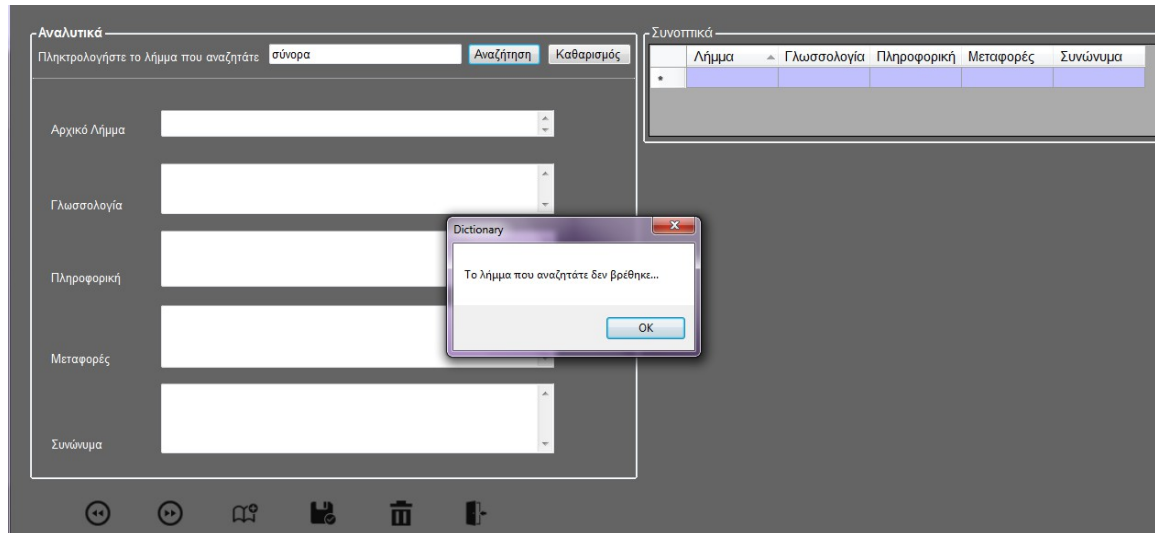 Αναλυτικά
Πληκτρολογήστε το λήμμα που αναζητάτε σύνορα Αναζήτηση Καθαρισμός
Αρχικό Λήμμα
Γλωσσολογία
Πληροφορική
Μεταφορές
Συνώνυμα
Συνοπτικά
Λήμμα Γλωσσολογία Πληροφορική Μεταφορές Συνώνυμα
Dictionary
Το λήμμα που αναζητάτε δεν βρέθηκε...
OK